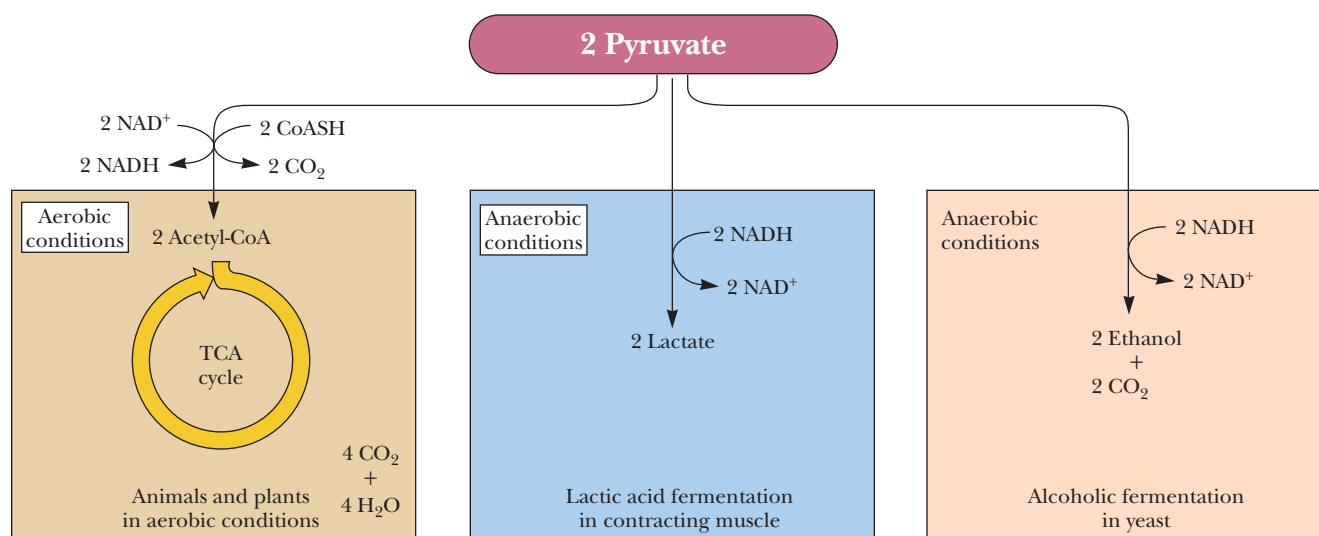 2 Pyruvate
2 NAD⁺
2 CoASH
2 NADH
2 CO₂
Aerobic
conditions
2 Acetyl-CoA
TCA
cycle
4 CO₂
+
4 H₂O
Animals and plants
in aerobic conditions
Anaerobic
conditions
2 NADH
2 NAD⁺
2 Lactate
Lactic acid fermentation
in contracting muscle
Anaerobic
conditions
2 NADH
2 NAD⁺
2 Ethanol
+
2 CO₂
Alcoholic fermentation
in yeast